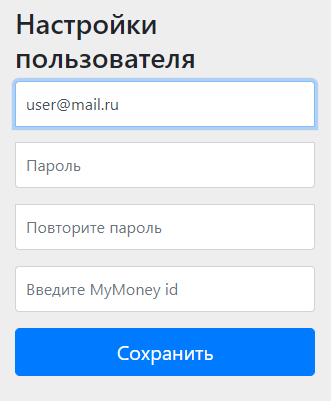 Настройки
пользователя
user@mail.ru
Пароль
Повторите пароль
Введите MyMoney id
Сохранить